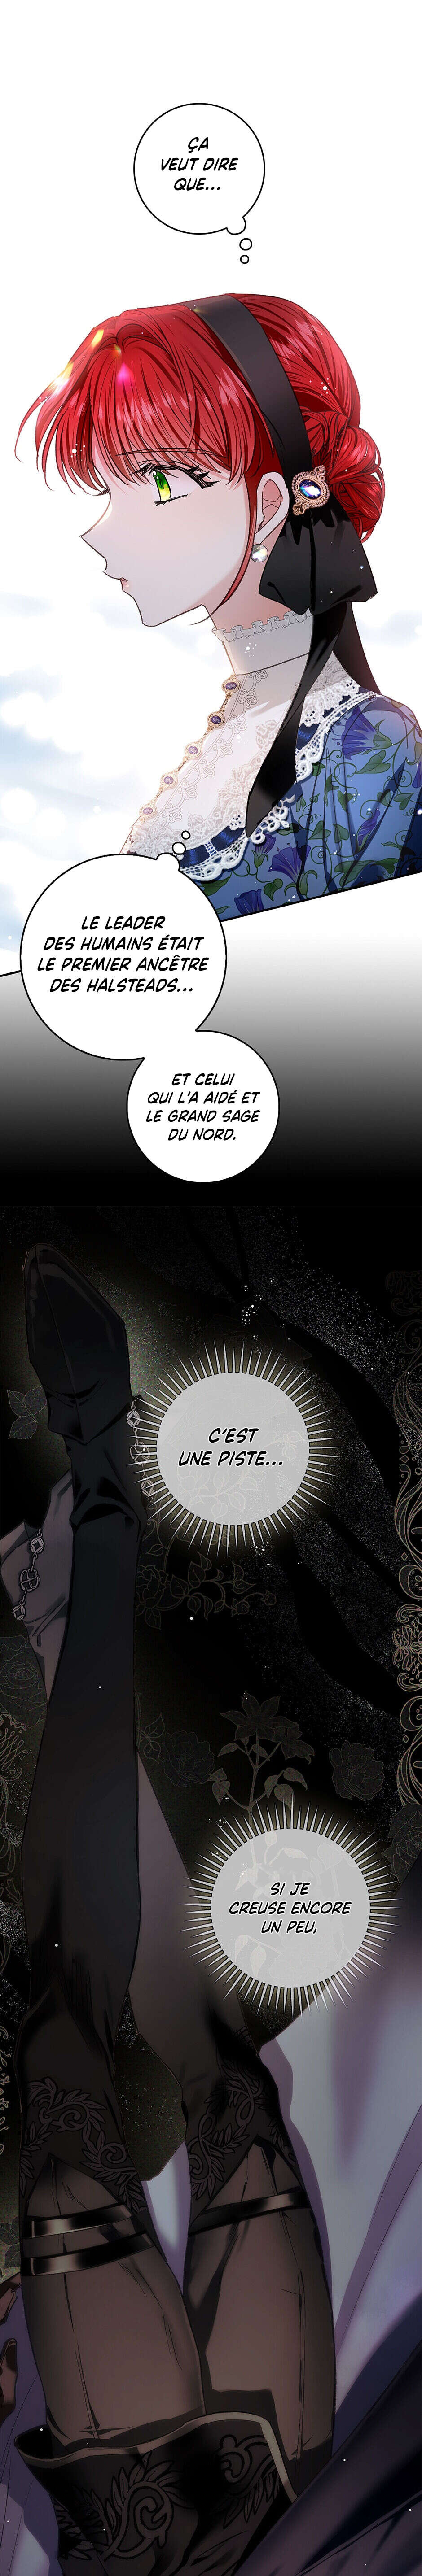 ÇA
VEUT DIRE
QUE...
LE LEADER
DES HUMAINS ÉTAIT
LE PREMIER ANCÊTRE
DES HALSTEADS...
ET CELUI
QUI L'A AIDÉ ET
LE GRAND SAGE
DU NORD.
C'EST
UNE PISTE...
SI JE
CREUSE ENCORE
UN PEU,